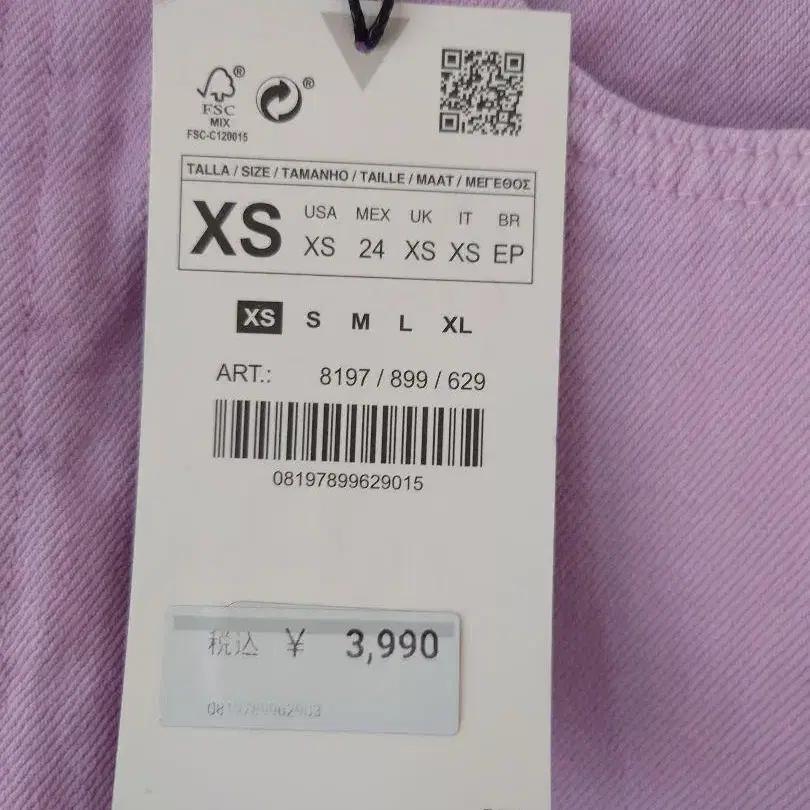 FSC
MIX
FSC-C120015
TALLA / SIZE / TAMANHO / TAILLE / MAAT / ΜΕΓΕΘΟΣ
XS
USA MEX UK IT BR
XS 24 XS XS EP
XS S M L XL
ART.: 8197 / 899 / 629
08197899629015
税込 ¥ 3,990